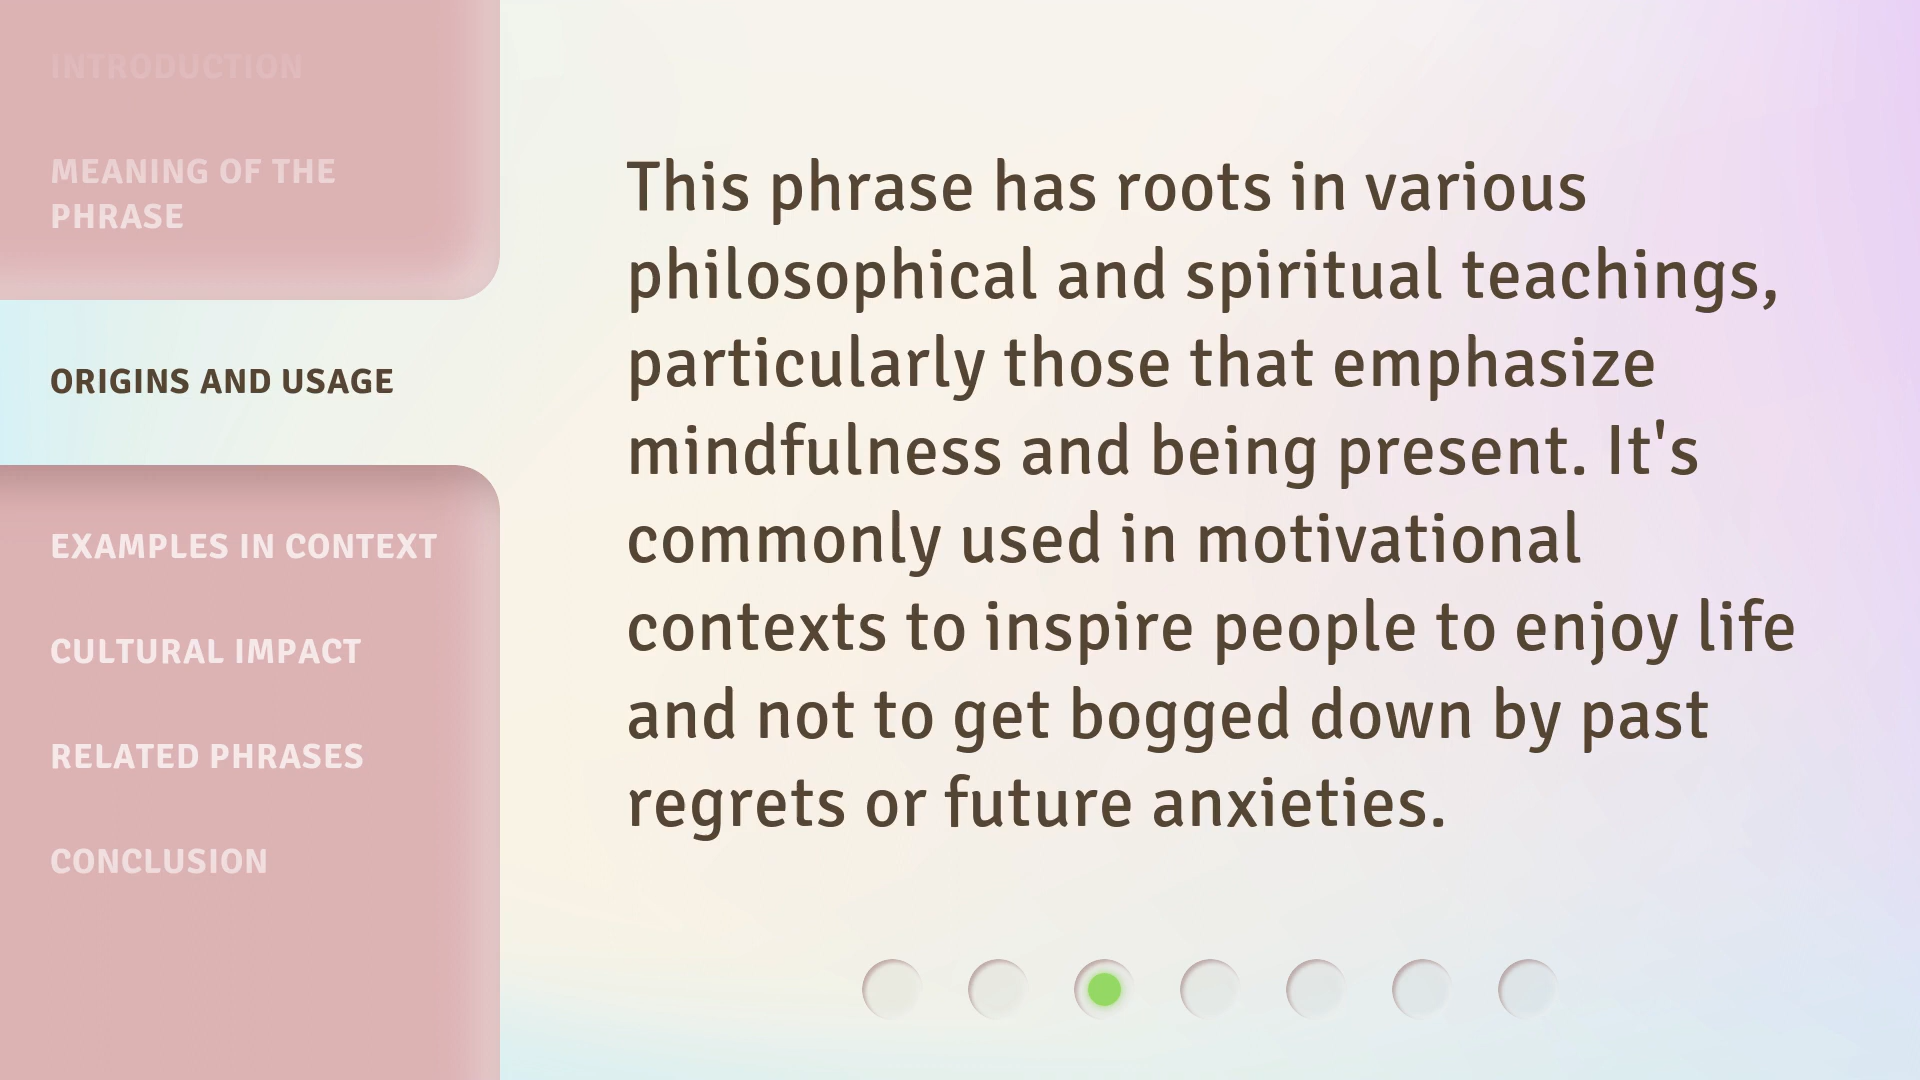 INTRODUCTION
MEANING OF THE
PHRASE
ORIGINS AND USAGE
EXAMPLES IN CONTEXT
CULTURAL IMPACT
RELATED PHRASES
CONCLUSION
This phrase has roots in various
philosophical and spiritual teachings,
particularly those that emphasize
mindfulness and being present. It's
commonly used in motivational
contexts to inspire people to enjoy life
and not to get bogged down by past
regrets or future anxieties.